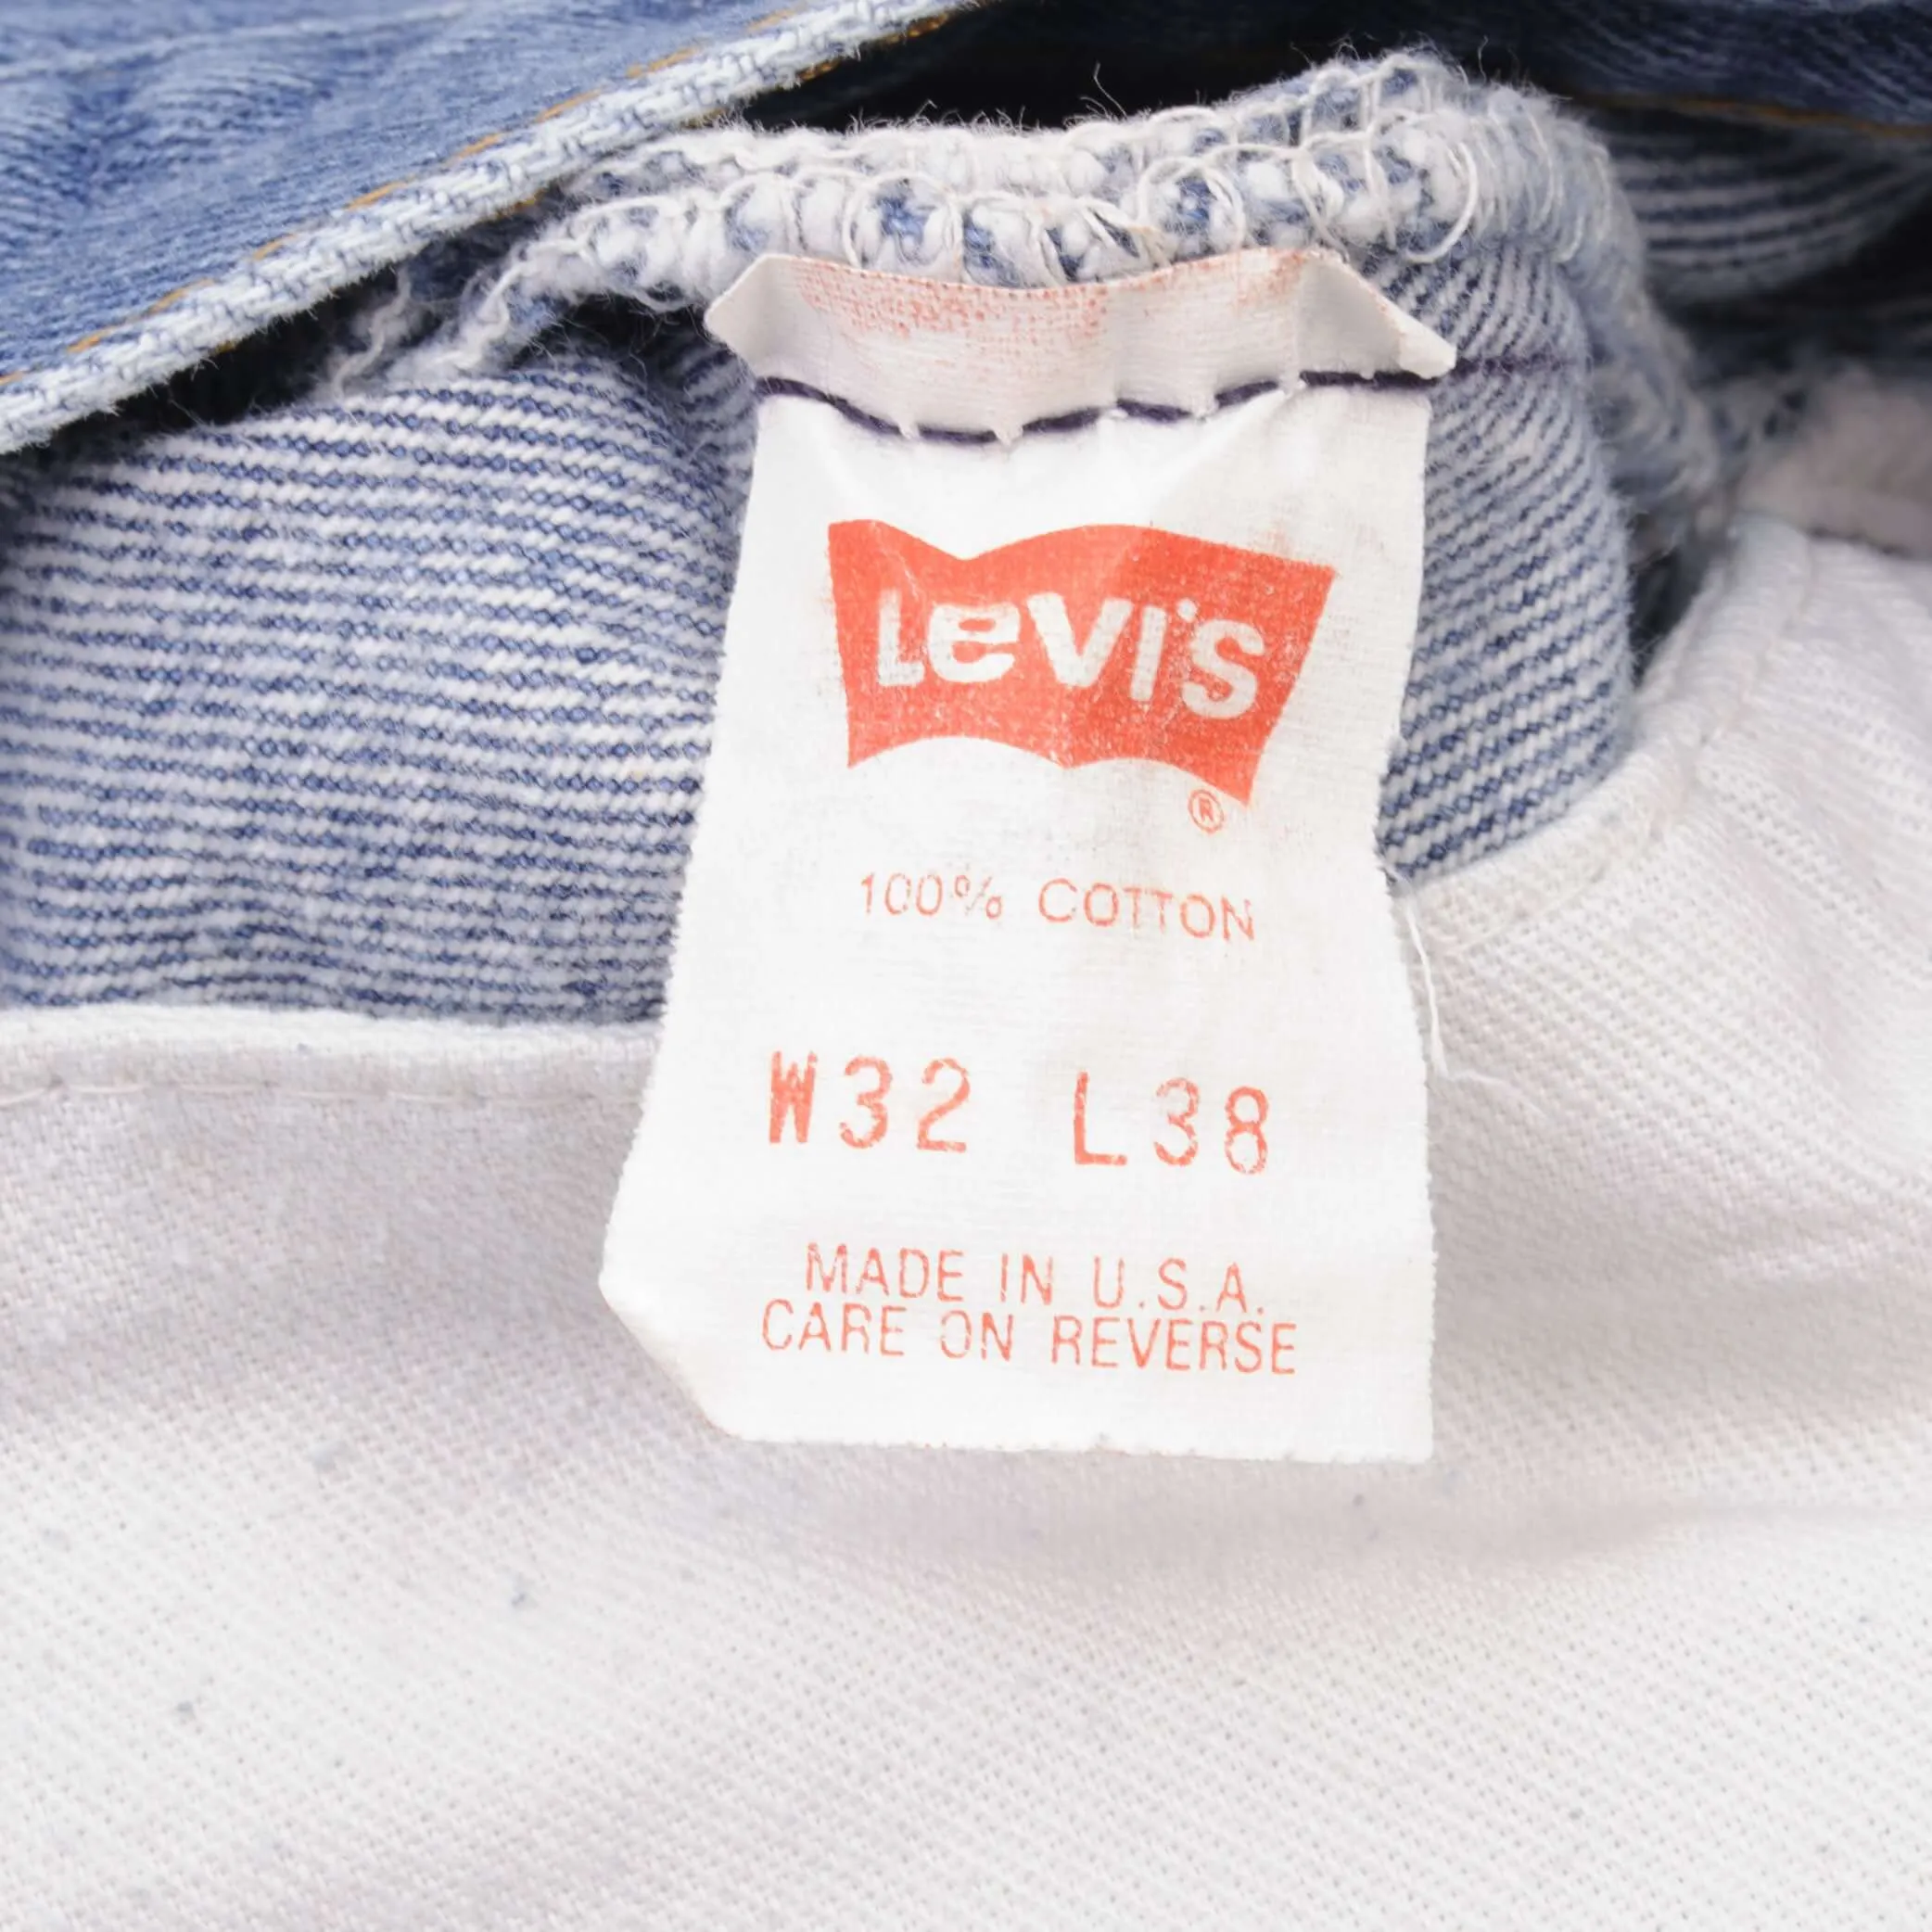 Levi's
®
100% COTTON
W32 L38
MADE IN U.S.A.
CARE ON REVERSE